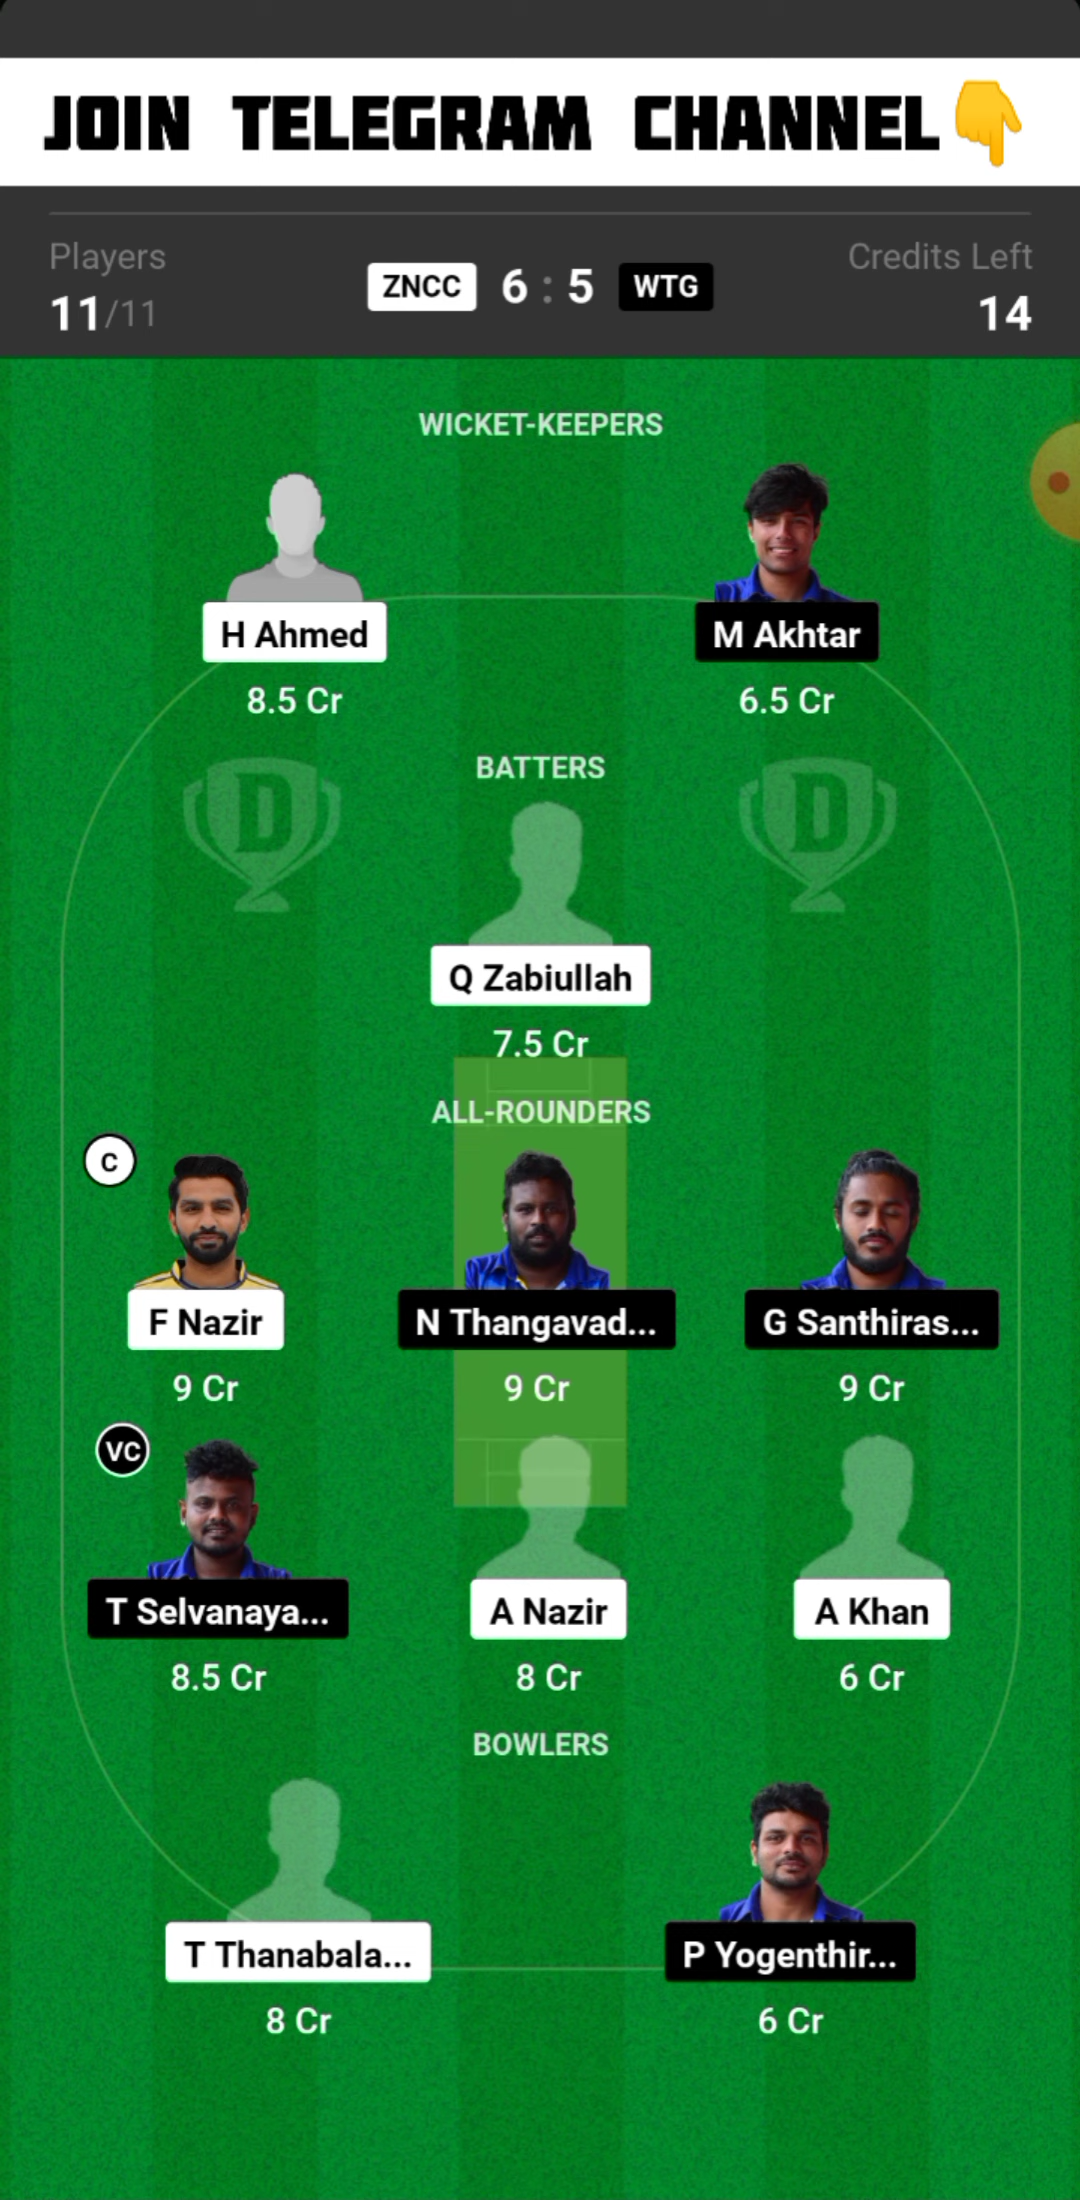 JOIN TELEGRAM CHANNEL👇
Players
Credits Left
11/11
ZNCC 6 : 5 WTG
14
WICKET-KEEPERS
H Ahmed
M Akhtar
8.5 Cr
6.5 Cr
BATTERS
D
D
Q Zabiullah
7.5 Cr
ALL-ROUNDERS
C
F Nazir
N Thangavad...
G Santhiras...
9 Cr
9 Cr
9 Cr
VC
T Selvanaya...
A Nazir
A Khan
8.5 Cr
8 Cr
6 Cr
BOWLERS
T Thanabala...
P Yogenthir...
8 Cr
6 Cr